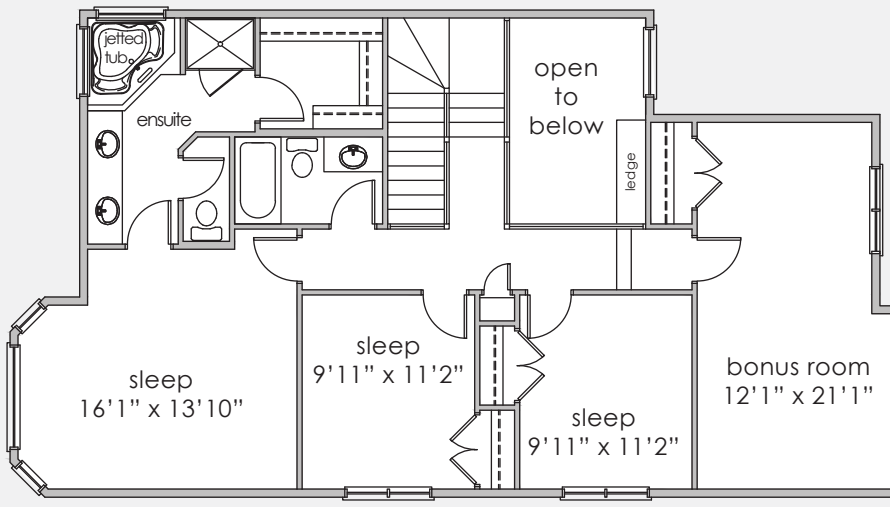 jetted
tub
ensuite
open
to
below
ledge
sleep
16’1” x 13’10”
sleep
9’11” x 11’2”
sleep
9’11” x 11’2”
bonus room
12’1” x 21’1”